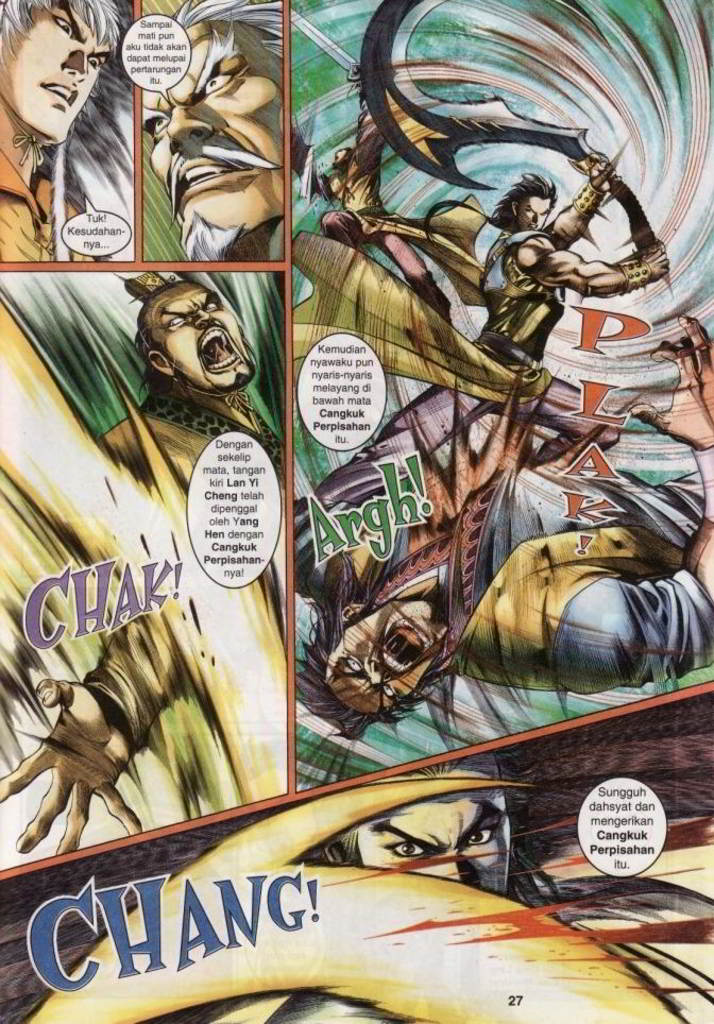 Sampai
mati pun
aku tidak akan
dapat melupai
pertarungan
itu.
Tuk!
Kesudahan-
nya...
Dengan
sekelip
mata, tangan
kiri Lan Yi
Cheng telah
dipenggal
oleh Yang
Hen dengan
Cangkuk
Perpisahan-
nya!
CHAK!
Kemudian
nyawaku pun
nyaris-nyaris
melayang di
bawah mata
Cangkuk
Perpisahan
itu.
PLAK!
Argh!
Sungguh
dahsyat dan
mengerikan
Cangkuk
Perpisahan
itu.
CHANG!
27